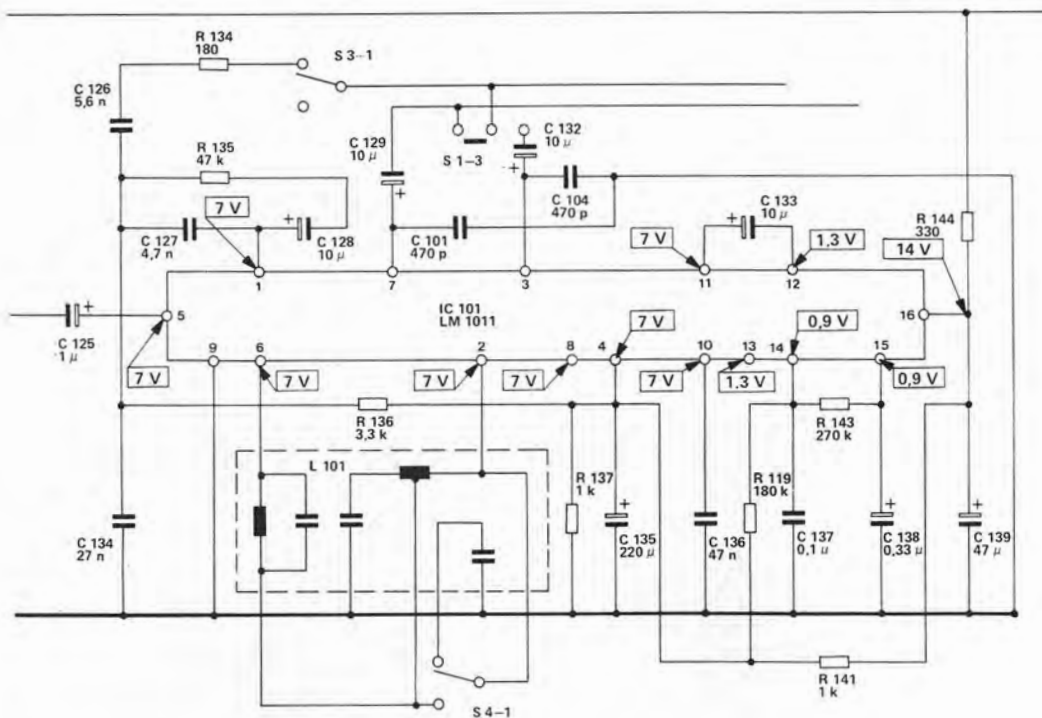 R 134
180
S 3-1
C 126
5,6 n
C 129
10 μ
S 1-3
C 132
10 μ
+
R 135
47 k
+
7 V
+
+
C 104
470 p
C 127
4,7 n
C 128
10 μ
C 101
470 p
7 V
+
C 133
10 μ
1,3 V
R 144
330
14 V
1
7
3
11
12
+
C 125
1 μ
5
IC 101
LM 1011
16
7 V
9
6
7 V
2
7 V
8
7 V
4
7 V
10
7 V
13
1,3 V
14
0,9 V
15
0,9 V
R 136
3,3 k
R 143
270 k
L 101
R 137
1 k
R 119
180 k
C 134
27 n
+
C 135
220 μ
C 136
47 n
C 137
0,1 μ
+
C 138
0,33 μ
+
C 139
47 μ
R 141
1 k
S 4-1